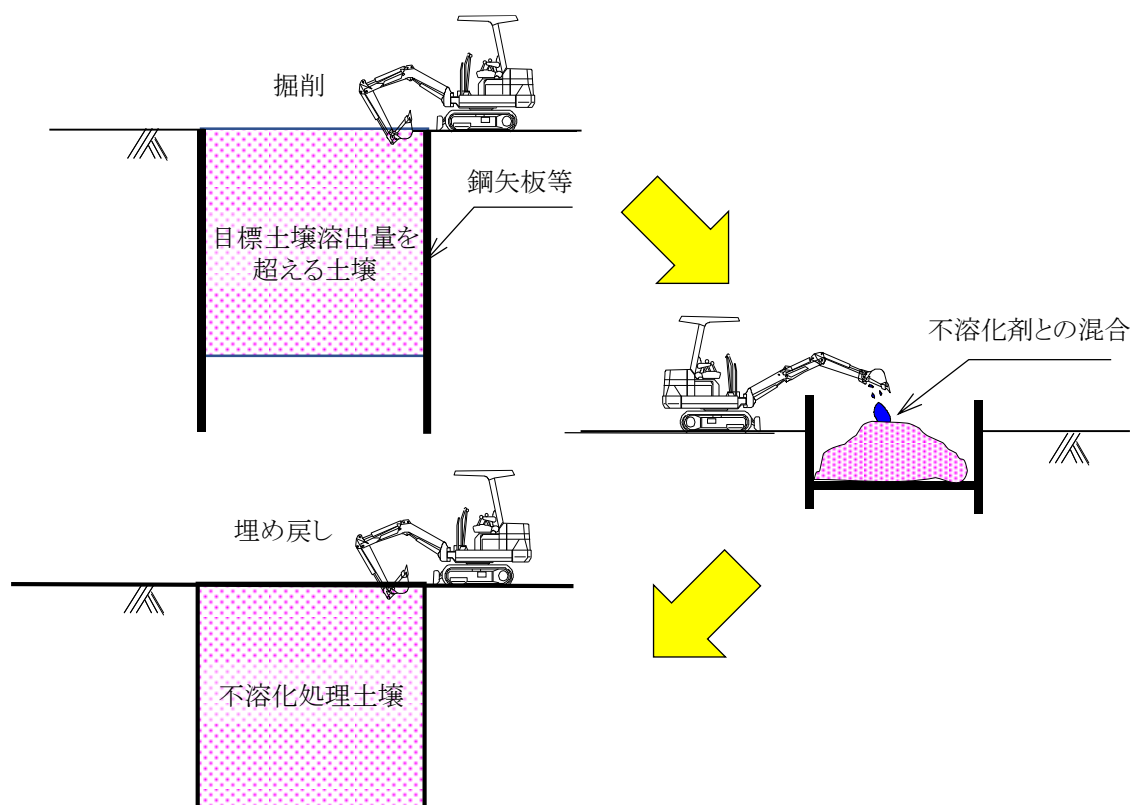 掘削
鋼矢板等
目標土壌溶出量を
超える土壌
不溶化剤との混合
埋め戻し
不溶化処理土壌